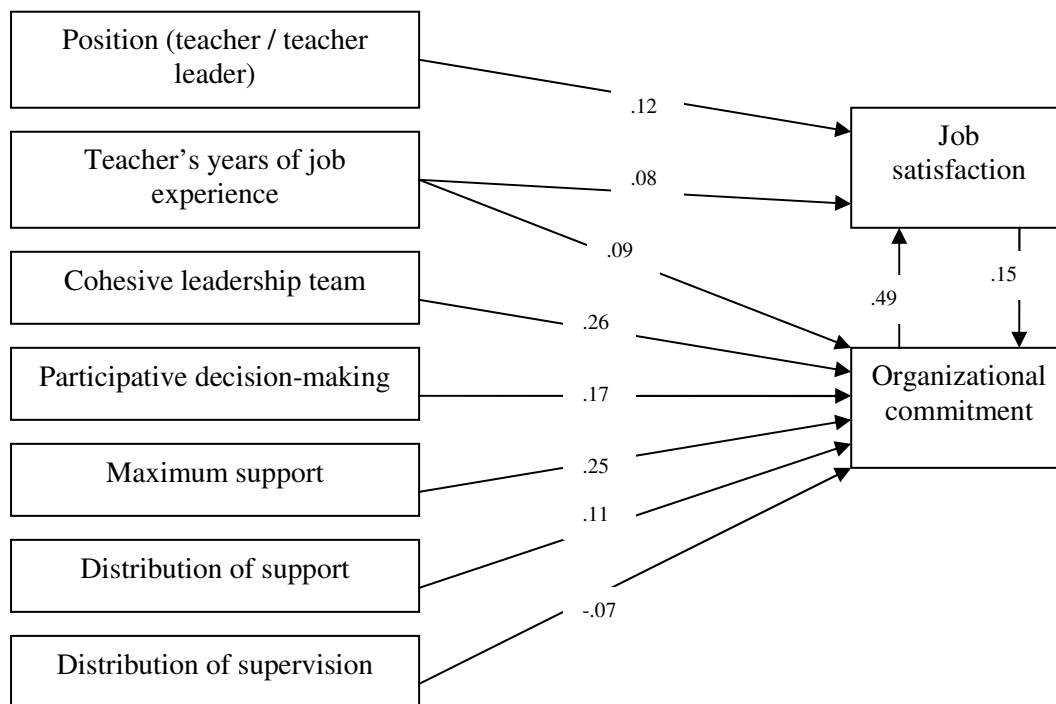 Position (teacher / teacher
leader)
Teacher's years of job
experience
Cohesive leadership team
Participative decision-making
Maximum support
Distribution of support
Distribution of supervision
.12
.08
.09
.26
.17
.25
.11
-.07
Job
satisfaction
.49
.15
Organizational
commitment